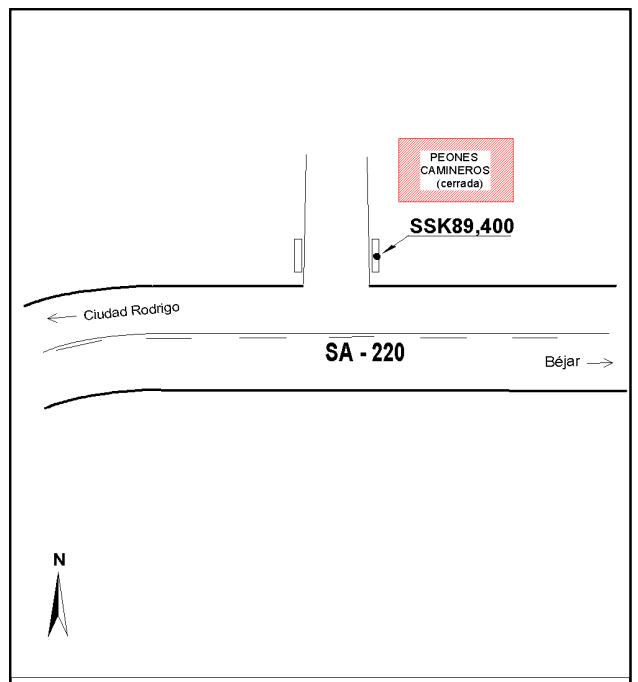 PEONES
CAMINEROS
(cerrada)
SSK89,400
Ciudad Rodrigo
SA - 220
Béjar
N